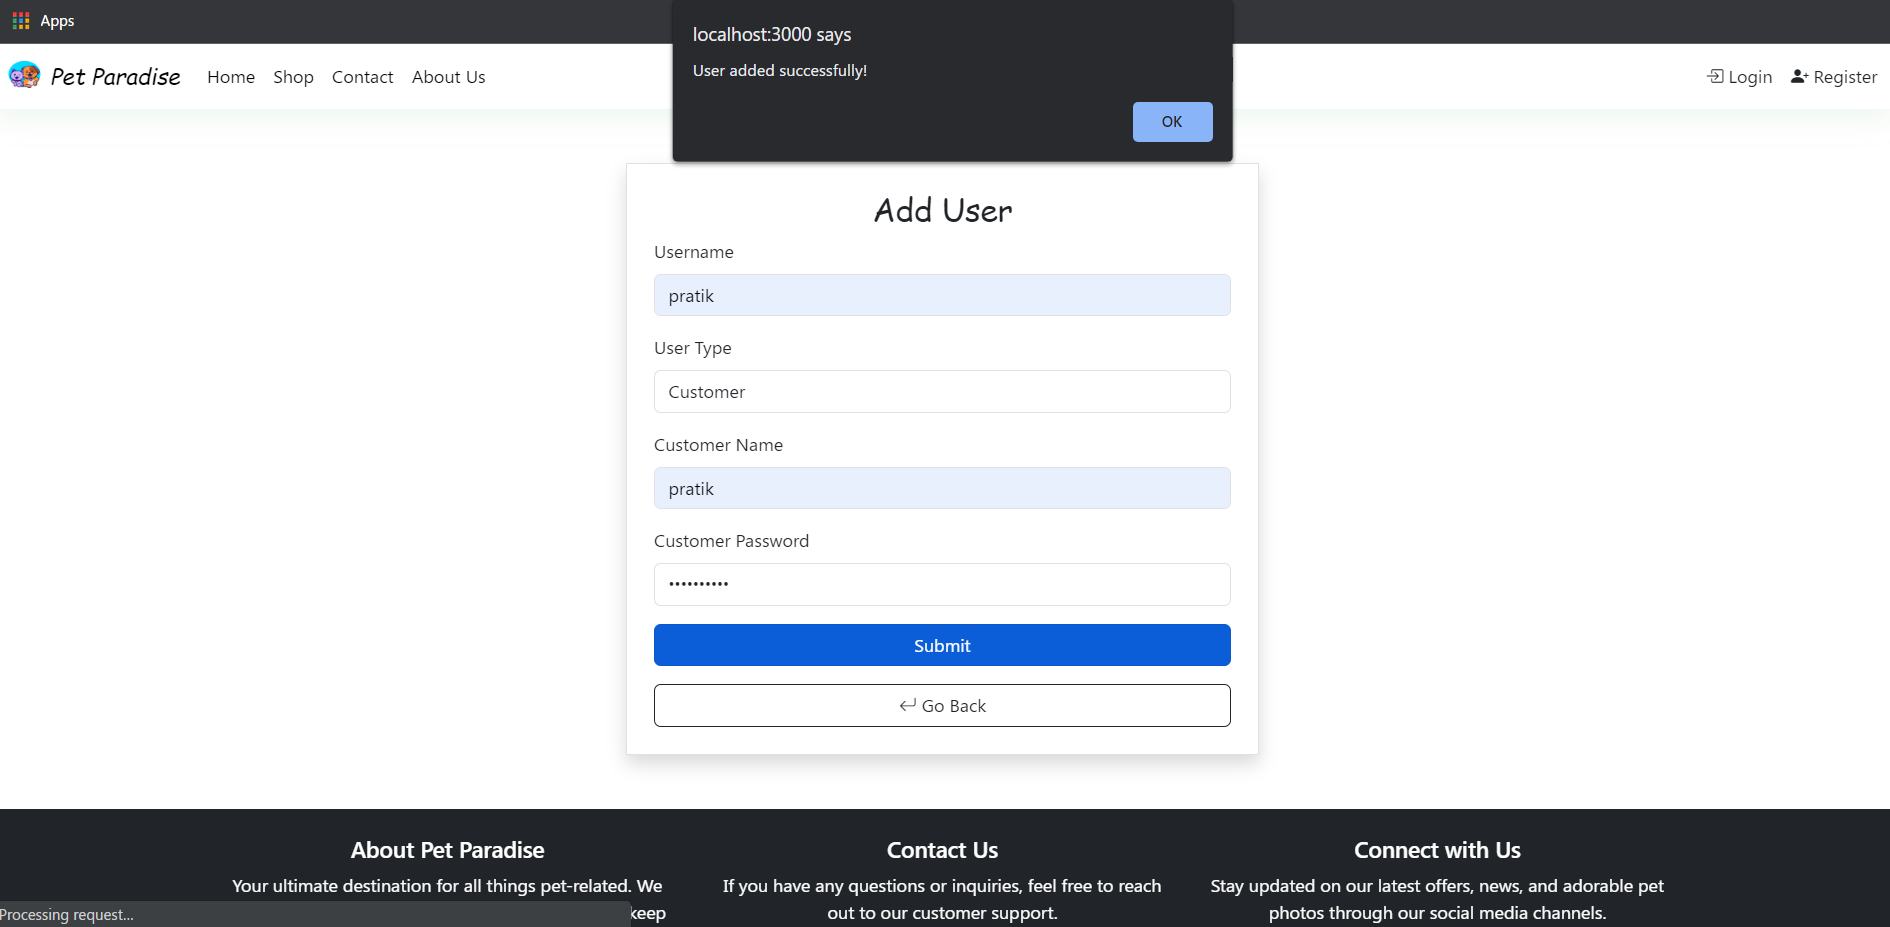 Apps
localhost:3000 says
User added successfully!
OK
Pet Paradise Home Shop Contact About Us Login Register
Add User
Username
pratik
User Type
Customer
Customer Name
pratik
Customer Password
••••••••••
Submit
Go Back
About Pet Paradise
Your ultimate destination for all things pet-related. We
keep
Contact Us
If you have any questions or inquiries, feel free to reach
out to our customer support.
Connect with Us
Stay updated on our latest offers, news, and adorable pet
photos through our social media channels.
Processing request...